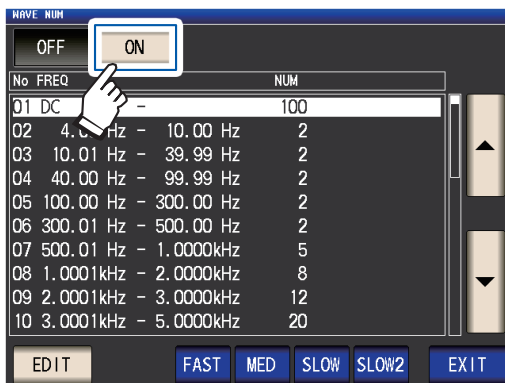 WAVE NUM
OFF ON
No FREQ NUM
01 DC - 100
02 Hz - 10.00 Hz 2
03 10.01 Hz - 39.99 Hz 2
04 40.00 Hz - 99.99 Hz 2
05 100.00 Hz - 300.00 Hz 2
06 300.01 Hz - 500.00 Hz 2
07 500.01 Hz - 1.0000kHz 5
08 1.0001kHz - 2.0000kHz 8
09 2.0001kHz - 3.0000kHz 12
10 3.0001kHz - 5.0000kHz 20
EDIT FAST MED SLOW SLOW2 EXIT